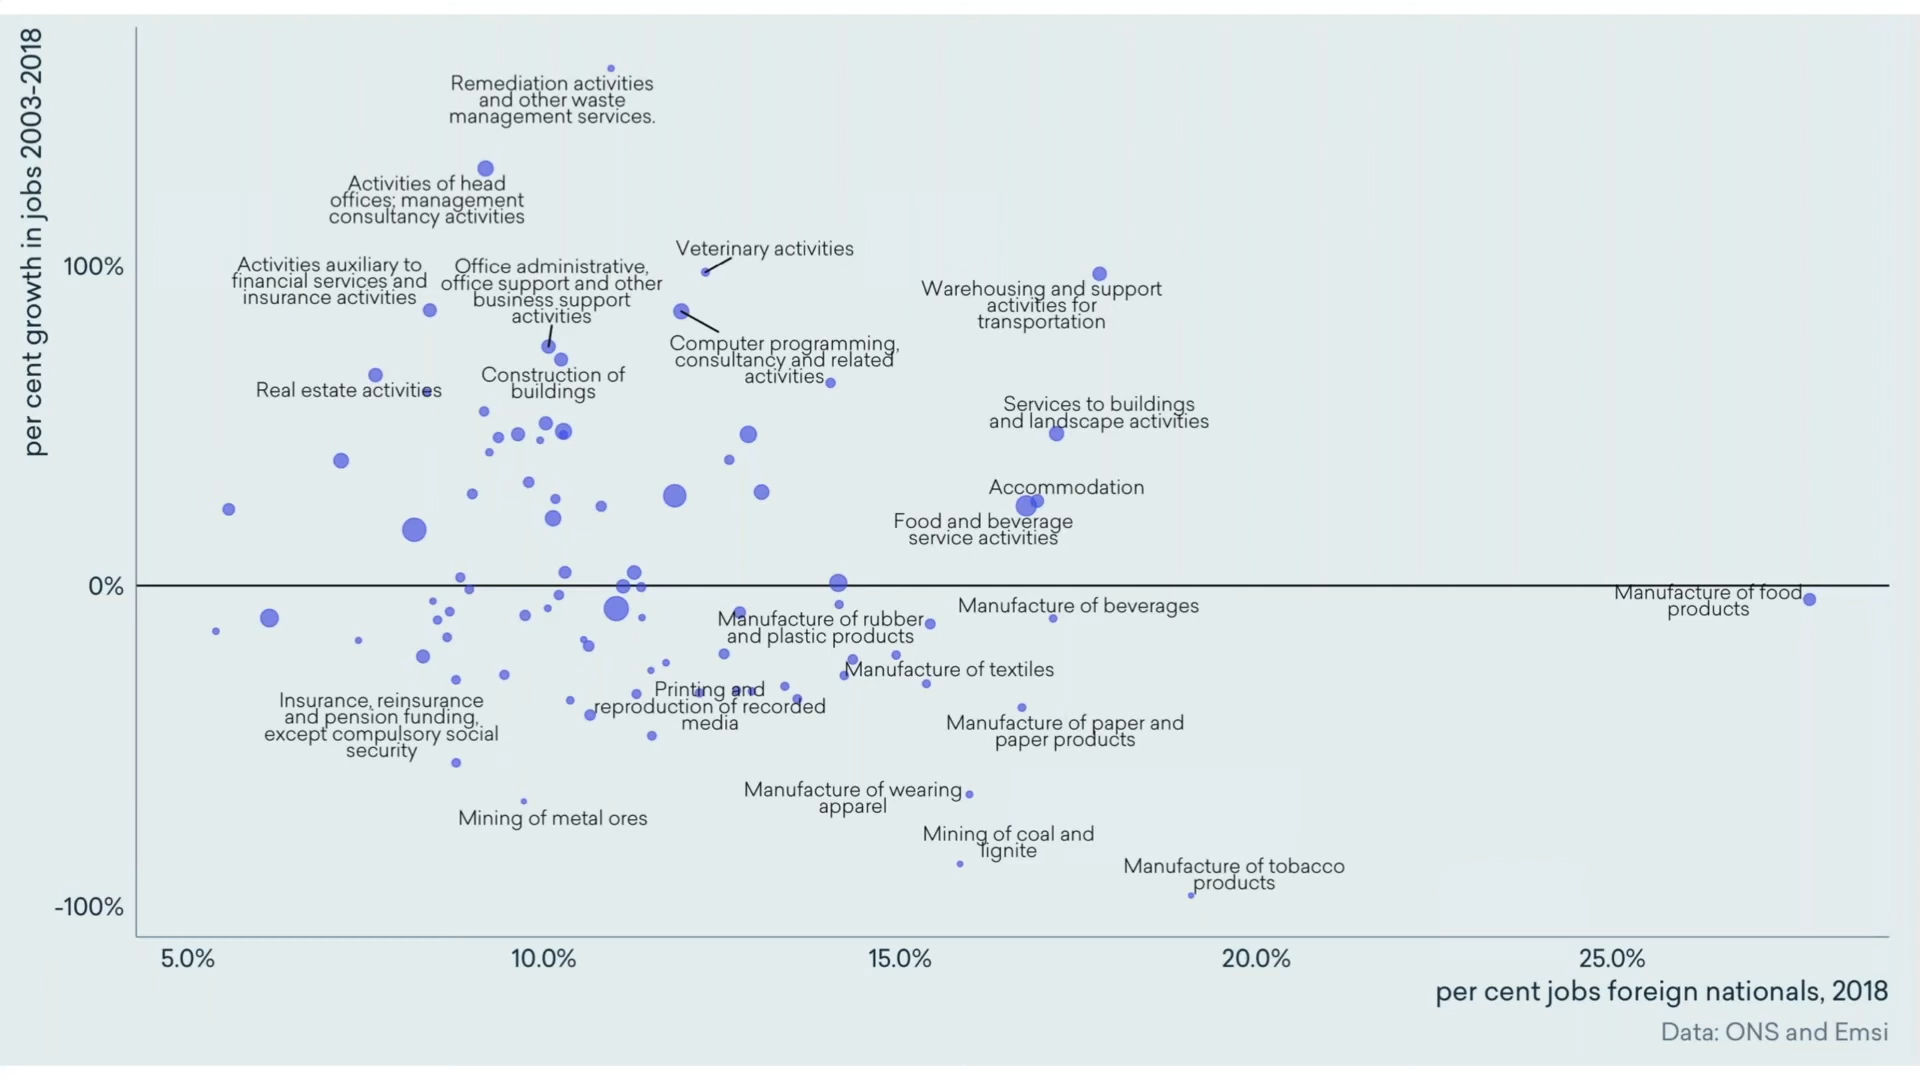 per cent growth in jobs 2003-2018
Remediation activities
and other waste
management services.
Activities of head
offices; management
consultancy activities
Veterinary activities
100%
Activities auxiliary to
financial services and
insurance activities
Office administrative,
office support and other
business support
activities
Warehousing and support
activities for
transportation
Computer programming,
consultancy and related
activities
Construction of
buildings
Real estate activities
Services to buildings
and landscape activities
Accommodation
Food and beverage
service activities
0%
Manufacture of food
products
Manufacture of beverages
Manufacture of rubber
and plastic products
Manufacture of textiles
Printing and
reproduction of recorded
media
Insurance, reinsurance
and pension funding,
except compulsory social
security
Manufacture of paper and
paper products
Manufacture of wearing
apparel
Mining of metal ores
Mining of coal and
lignite
Manufacture of tobacco
products
-100%
5.0%
10.0%
15.0%
20.0%
25.0%
per cent jobs foreign nationals, 2018
Data: ONS and Emsi